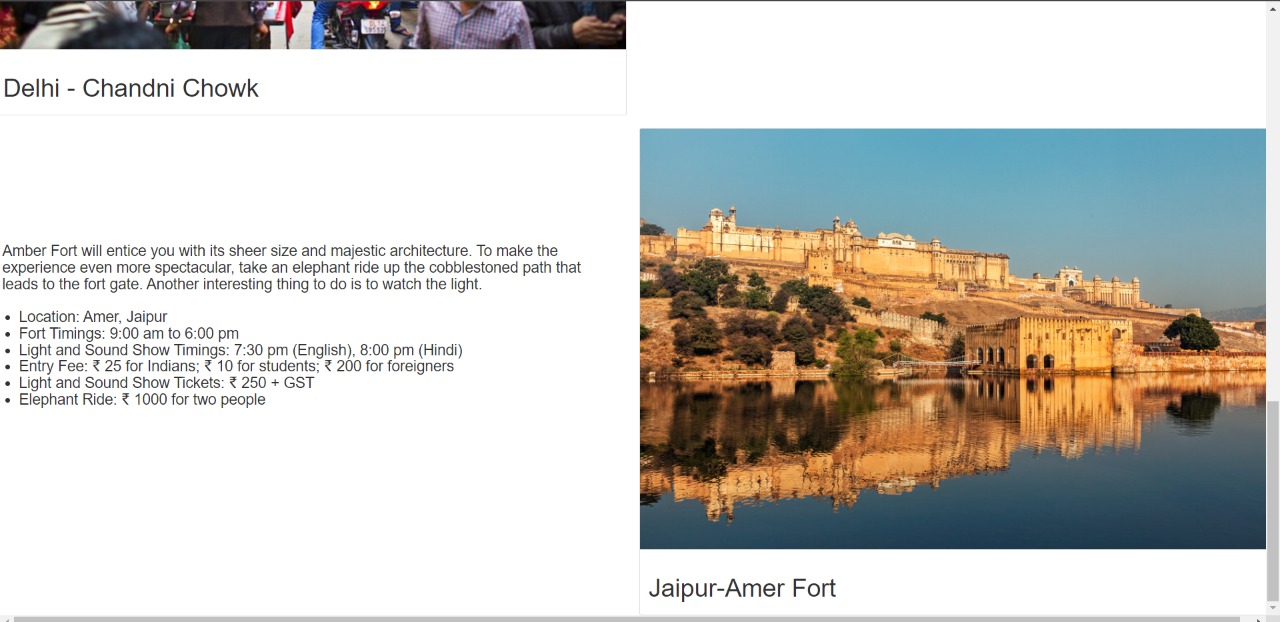 Delhi - Chandni Chowk
Amber Fort will entice you with its sheer size and majestic architecture. To make the
experience even more spectacular, take an elephant ride up the cobblestoned path that
leads to the fort gate. Another interesting thing to do is to watch the light.
• Location: Amer, Jaipur
• Fort Timings: 9:00 am to 6:00 pm
• Light and Sound Show Timings: 7:30 pm (English), 8:00 pm (Hindi)
• Entry Fee: ₹ 25 for Indians; ₹ 10 for students; ₹ 200 for foreigners
• Light and Sound Show Tickets: ₹ 250 + GST
• Elephant Ride: ₹ 1000 for two people
Jaipur-Amer Fort